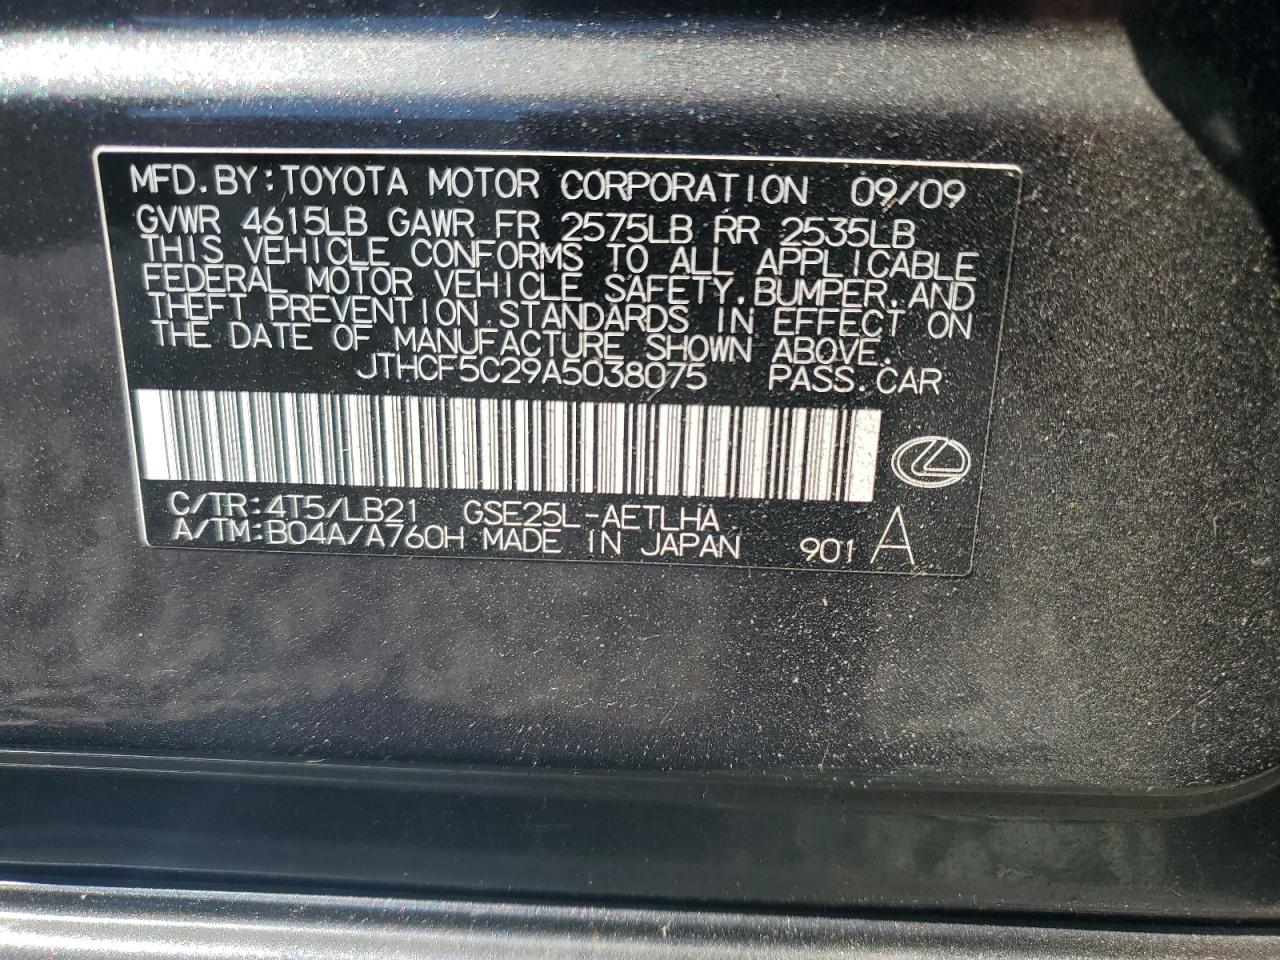 MFD.BY:TOYOTA MOTOR CORPORATION 09/09
GVWR 4615LB GAWR FR 2575LB RR 2535LB
THIS VEHICLE CONFORMS TO ALL APPLICABLE
FEDERAL MOTOR VEHICLE SAFETY,BUMPER,AND
THEFT PREVENTION STANDARDS IN EFFECT ON
THE DATE OF MANUFACTURE SHOWN ABOVE.
JTHCF5C29A5038075 PASS.CAR
C/TR:4T5/LB21 GSE25L-AETLHA
A/TM:B04A/A760H MADE IN JAPAN 901 A